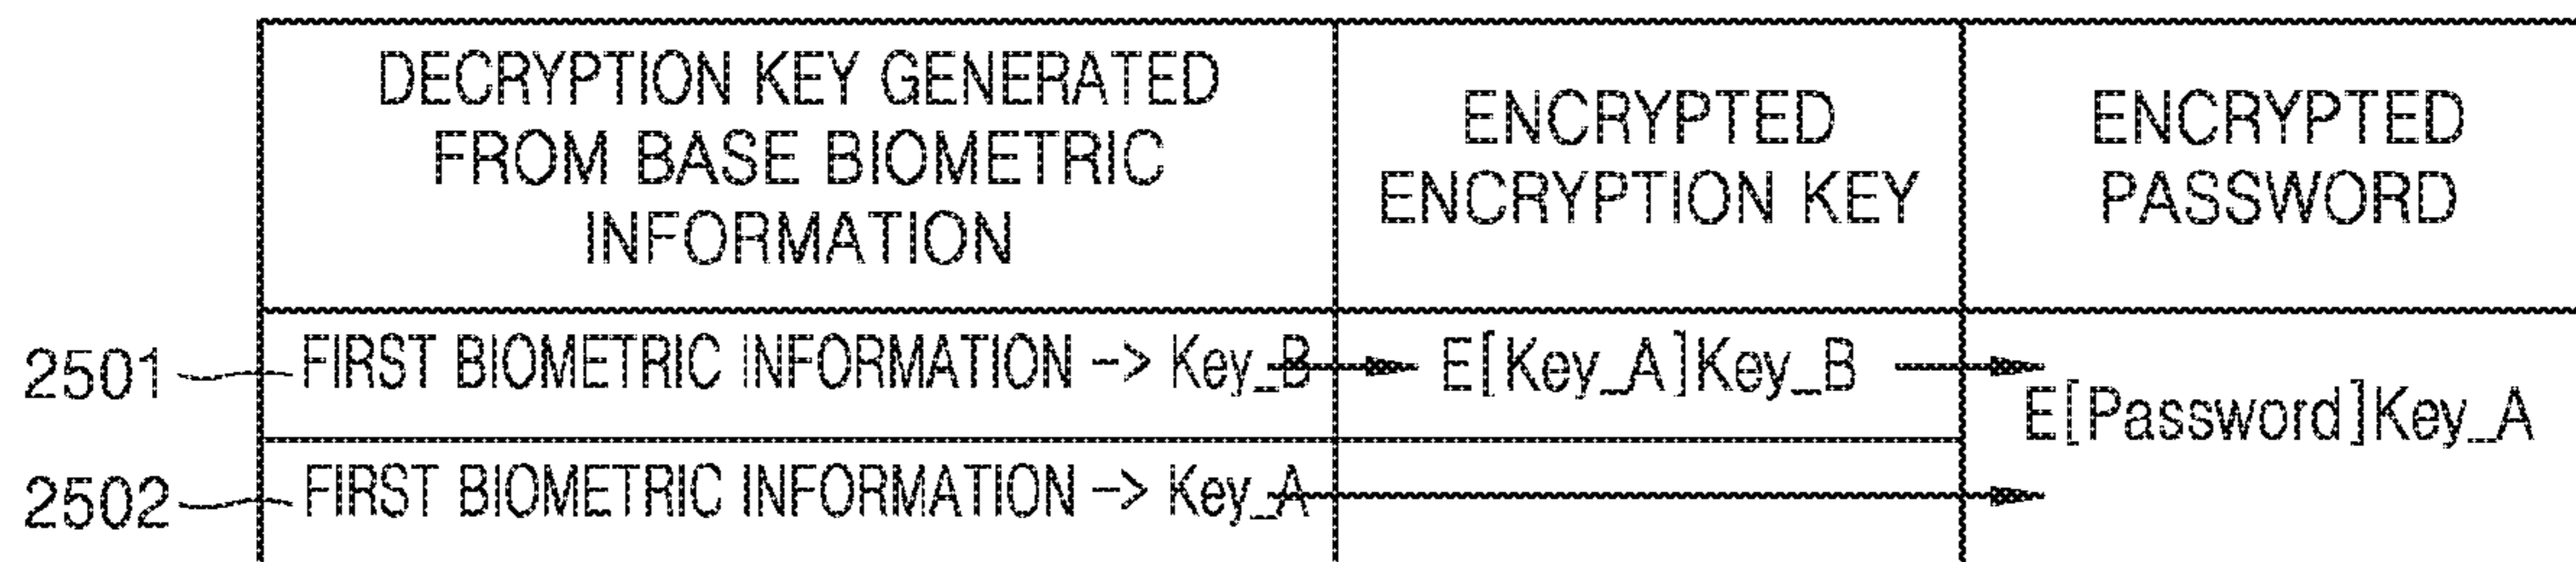 DECRYPTION KEY GENERATED
FROM BASE BIOMETRIC
INFORMATION
ENCRYPTED
ENCRYPTION KEY
ENCRYPTED
PASSWORD
2501
FIRST BIOMETRIC INFORMATION -> Key_B
E[Key_A]Key_B
E[Password]Key_A
2502
FIRST BIOMETRIC INFORMATION -> Key_A